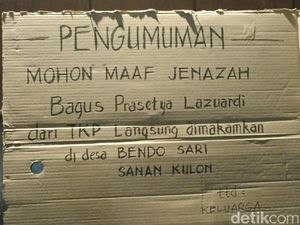 PENGUMUMAN
MOHON MAAF JENAZAH
Bagus Prasetya Lazuardi
dari TKP Langsung dimakamkan
di desa BENDO SARI
SANAN KULON
ttd:
KELUARGA
detikcom